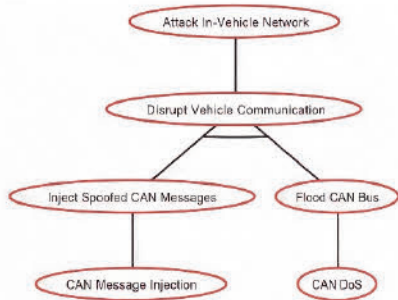 Attack In-Vehicle Network
Disrupt Vehicle Communication
Inject Spoofed CAN Messages
Flood CAN Bus
CAN Message Injection
CAN DoS